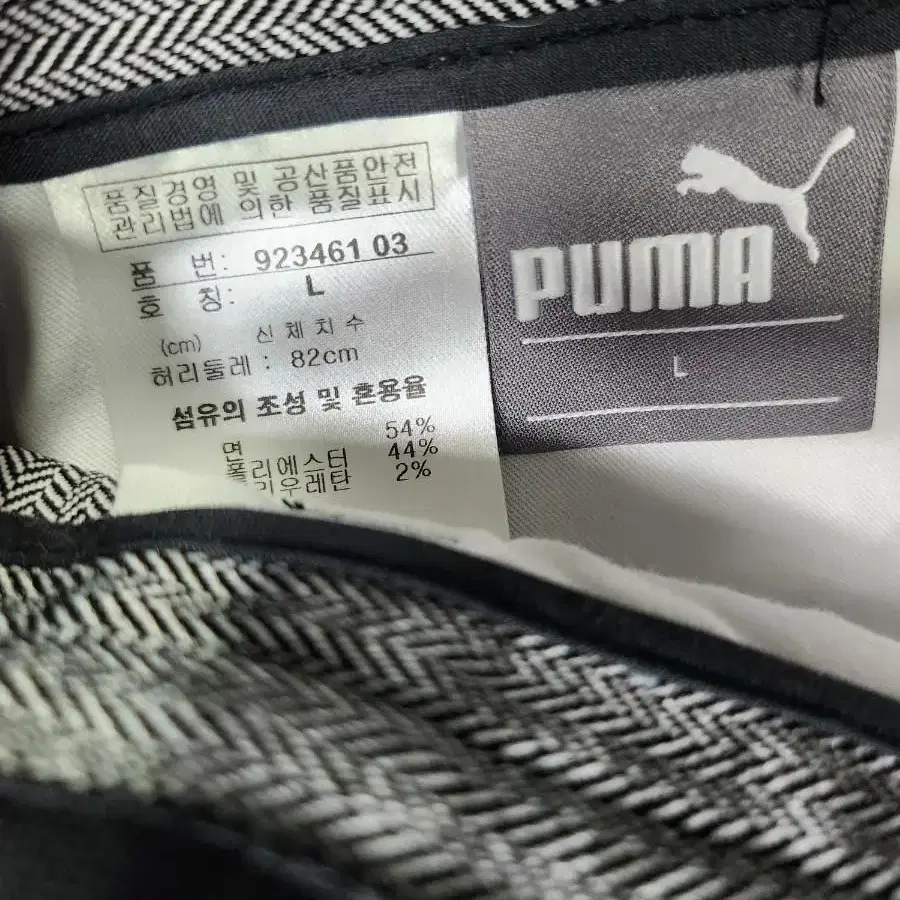 품질경영 및 공산품안전
관리법에 의한 품질표시
품 번: 923461 03
호 칭: L
(cm) 신체치수
허리둘레 : 82cm
섬유의 조성 및 혼용율
54%
면 44%
폴리에스터 2%
리우레탄
PUMA
L